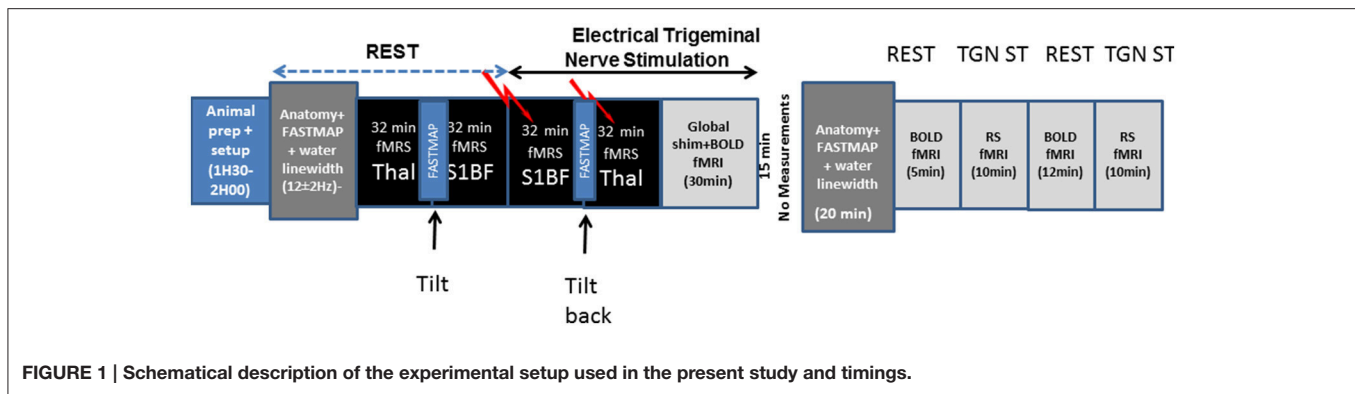 REST
Electrical Trigeminal
Nerve Stimulation
Animal
prep +
setup
(1H30-
2H00)
Anatomy+
FASTMAP
+ water
linewidth
(12±2Hz)-
32 min
fMRS
Thal
FASTMAP
32 min
fMRS
S1BF
32 min
fMRS
S1BF
FASTMAP
32 min
fMRS
Thal
Global
shim+BOLD
fMRI
(30min)
15 min
No Measurements
Tilt
Tilt
back
REST TGN ST REST TGN ST
Anatomy+
FASTMAP
+ water
linewidth
(20 min)
BOLD
fMRI
(5min)
RS
fMRI
(10min)
BOLD
fMRI
(12min)
RS
fMRI
(10min)
FIGURE 1 | Schematical description of the experimental setup used in the present study and timings.